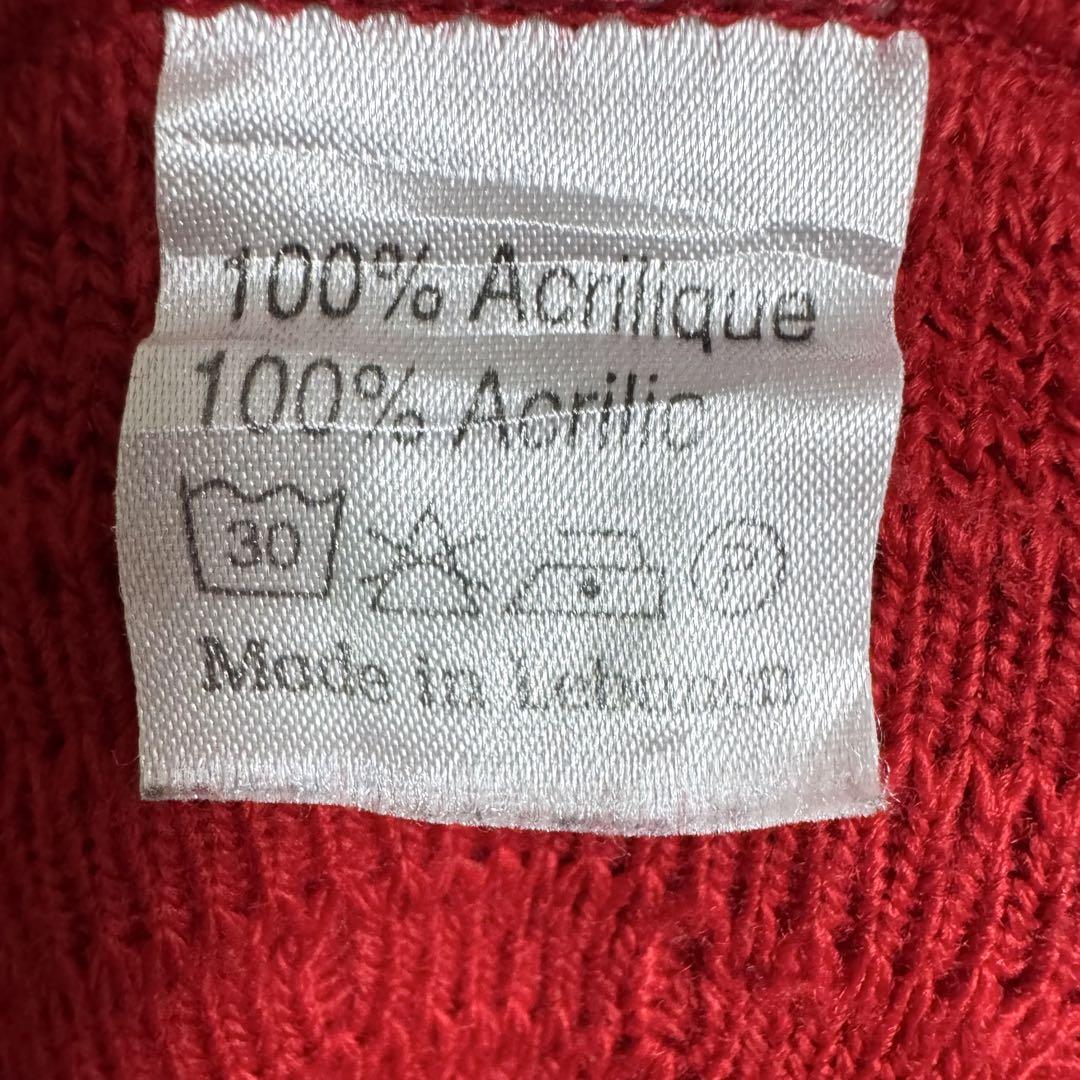 100% Acrilique
100% Acrilic
30 P
Made in Lebanon